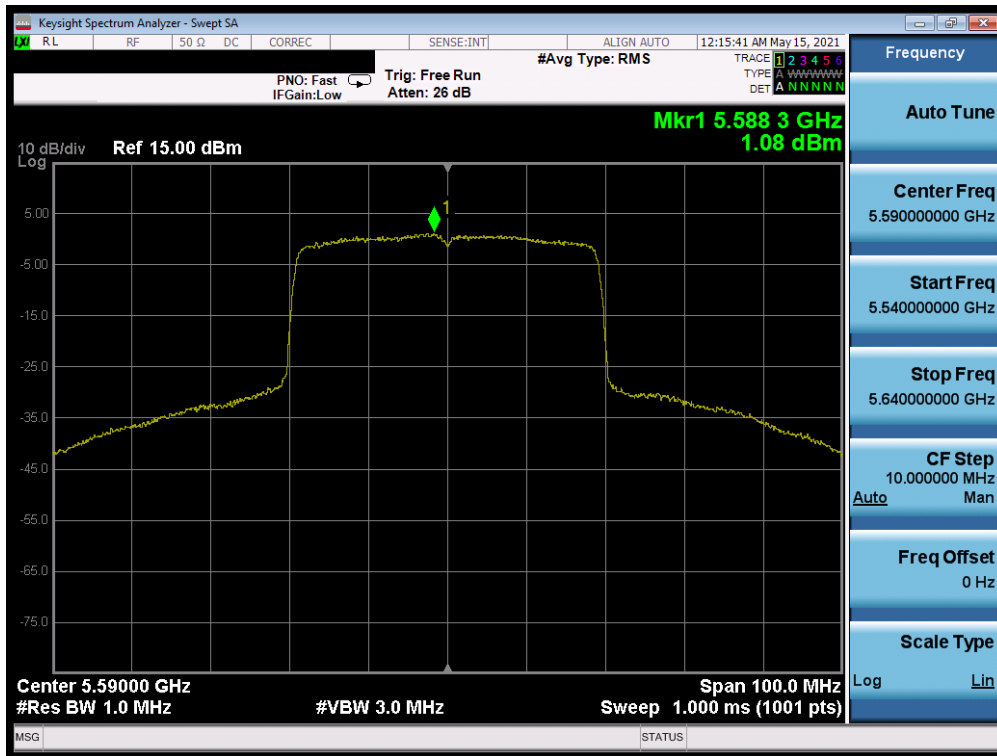 Keysight Spectrum Analyzer - Swept SA
LXI RL RF 50 Ω DC CORREC SENSE:INT ALIGN AUTO 12:15:41 AM May 15, 2021
#Avg Type: RMS
TRACE 1 2 3 4 5 6
PNO: Fast Trig: Free Run
TYPE A WWWWW
IFGain:Low Atten: 26 dB
DET A N N N N N
Mkr1 5.588 3 GHz
1.08 dBm
10 dB/div Ref 15.00 dBm
Log
1
5.00
-5.00
-15.0
-25.0
-35.0
-45.0
-55.0
-65.0
-75.0
Center 5.59000 GHz Span 100.0 MHz
#Res BW 1.0 MHz #VBW 3.0 MHz Sweep 1.000 ms (1001 pts)
MSG STATUS
Frequency
Auto Tune
Center Freq
5.590000000 GHz
Start Freq
5.540000000 GHz
Stop Freq
5.640000000 GHz
CF Step
10.000000 MHz
Auto Man
Freq Offset
0 Hz
Scale Type
Log Lin